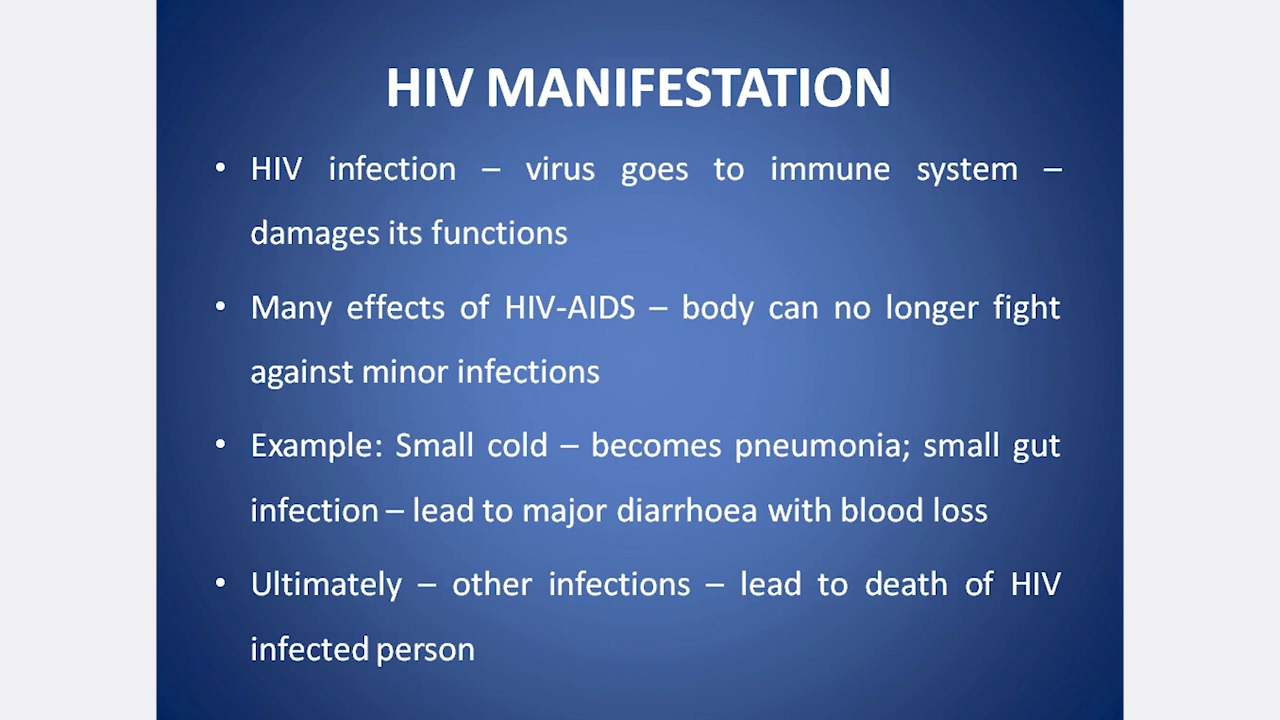 HIV MANIFESTATION
• HIV infection – virus goes to immune system –
damages its functions
• Many effects of HIV-AIDS – body can no longer fight
against minor infections
• Example: Small cold – becomes pneumonia; small gut
infection – lead to major diarrhoea with blood loss
• Ultimately – other infections – lead to death of HIV
infected person